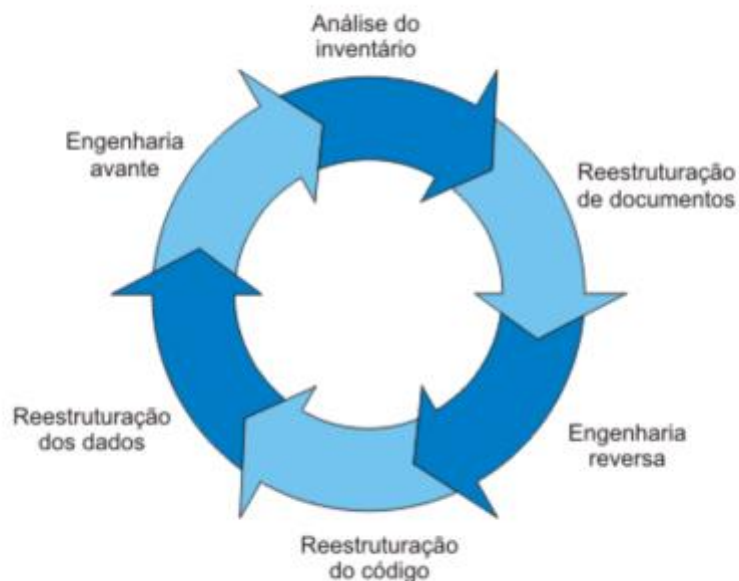 Análise do
inventário
Reestruturação
de documentos
Engenharia
reversa
Reestruturação
do código
Reestruturação
dos dados
Engenharia
avante